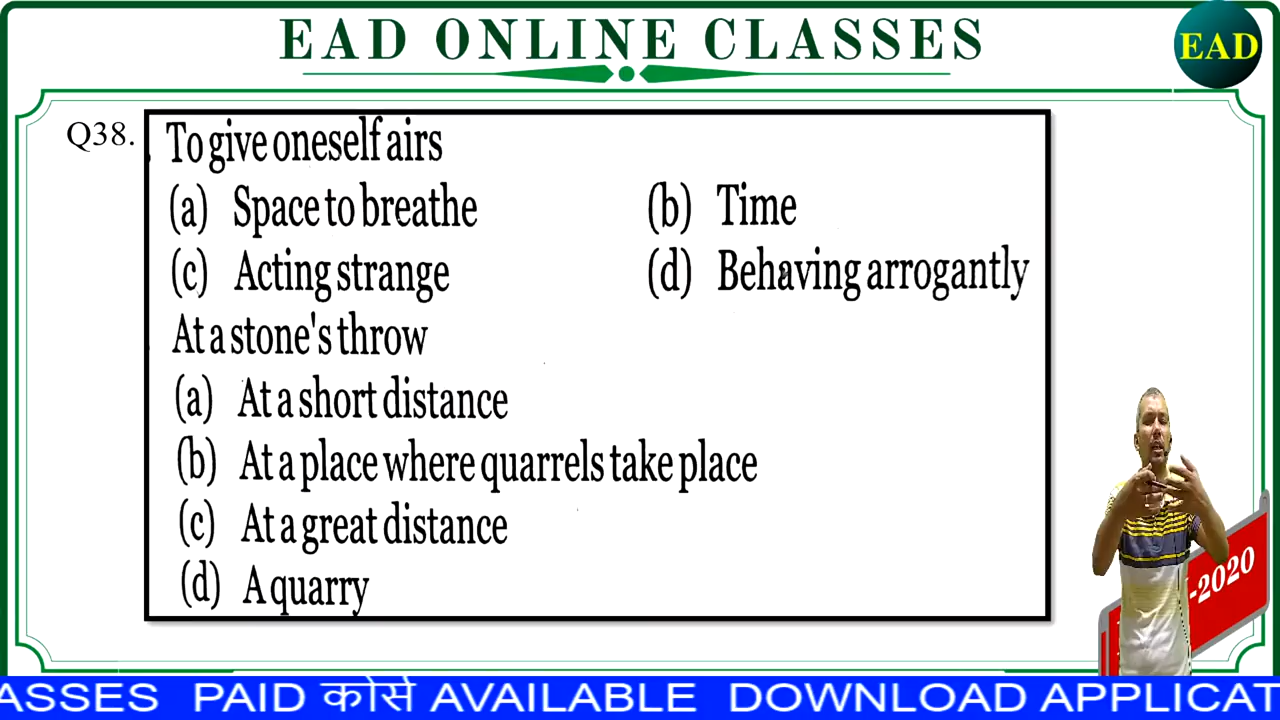 EAD ONLINE CLASSES
EAD
Q38. To give oneself airs
(a) Space to breathe (b) Time
(c) Acting strange (d) Behaving arrogantly
At a stone's throw
(a) At a short distance
(b) At a place where quarrels take place
(c) At a great distance
(d) A quarry
-2020
ASSES PAID कोर्स AVAILABLE DOWNLOAD APPLICAT